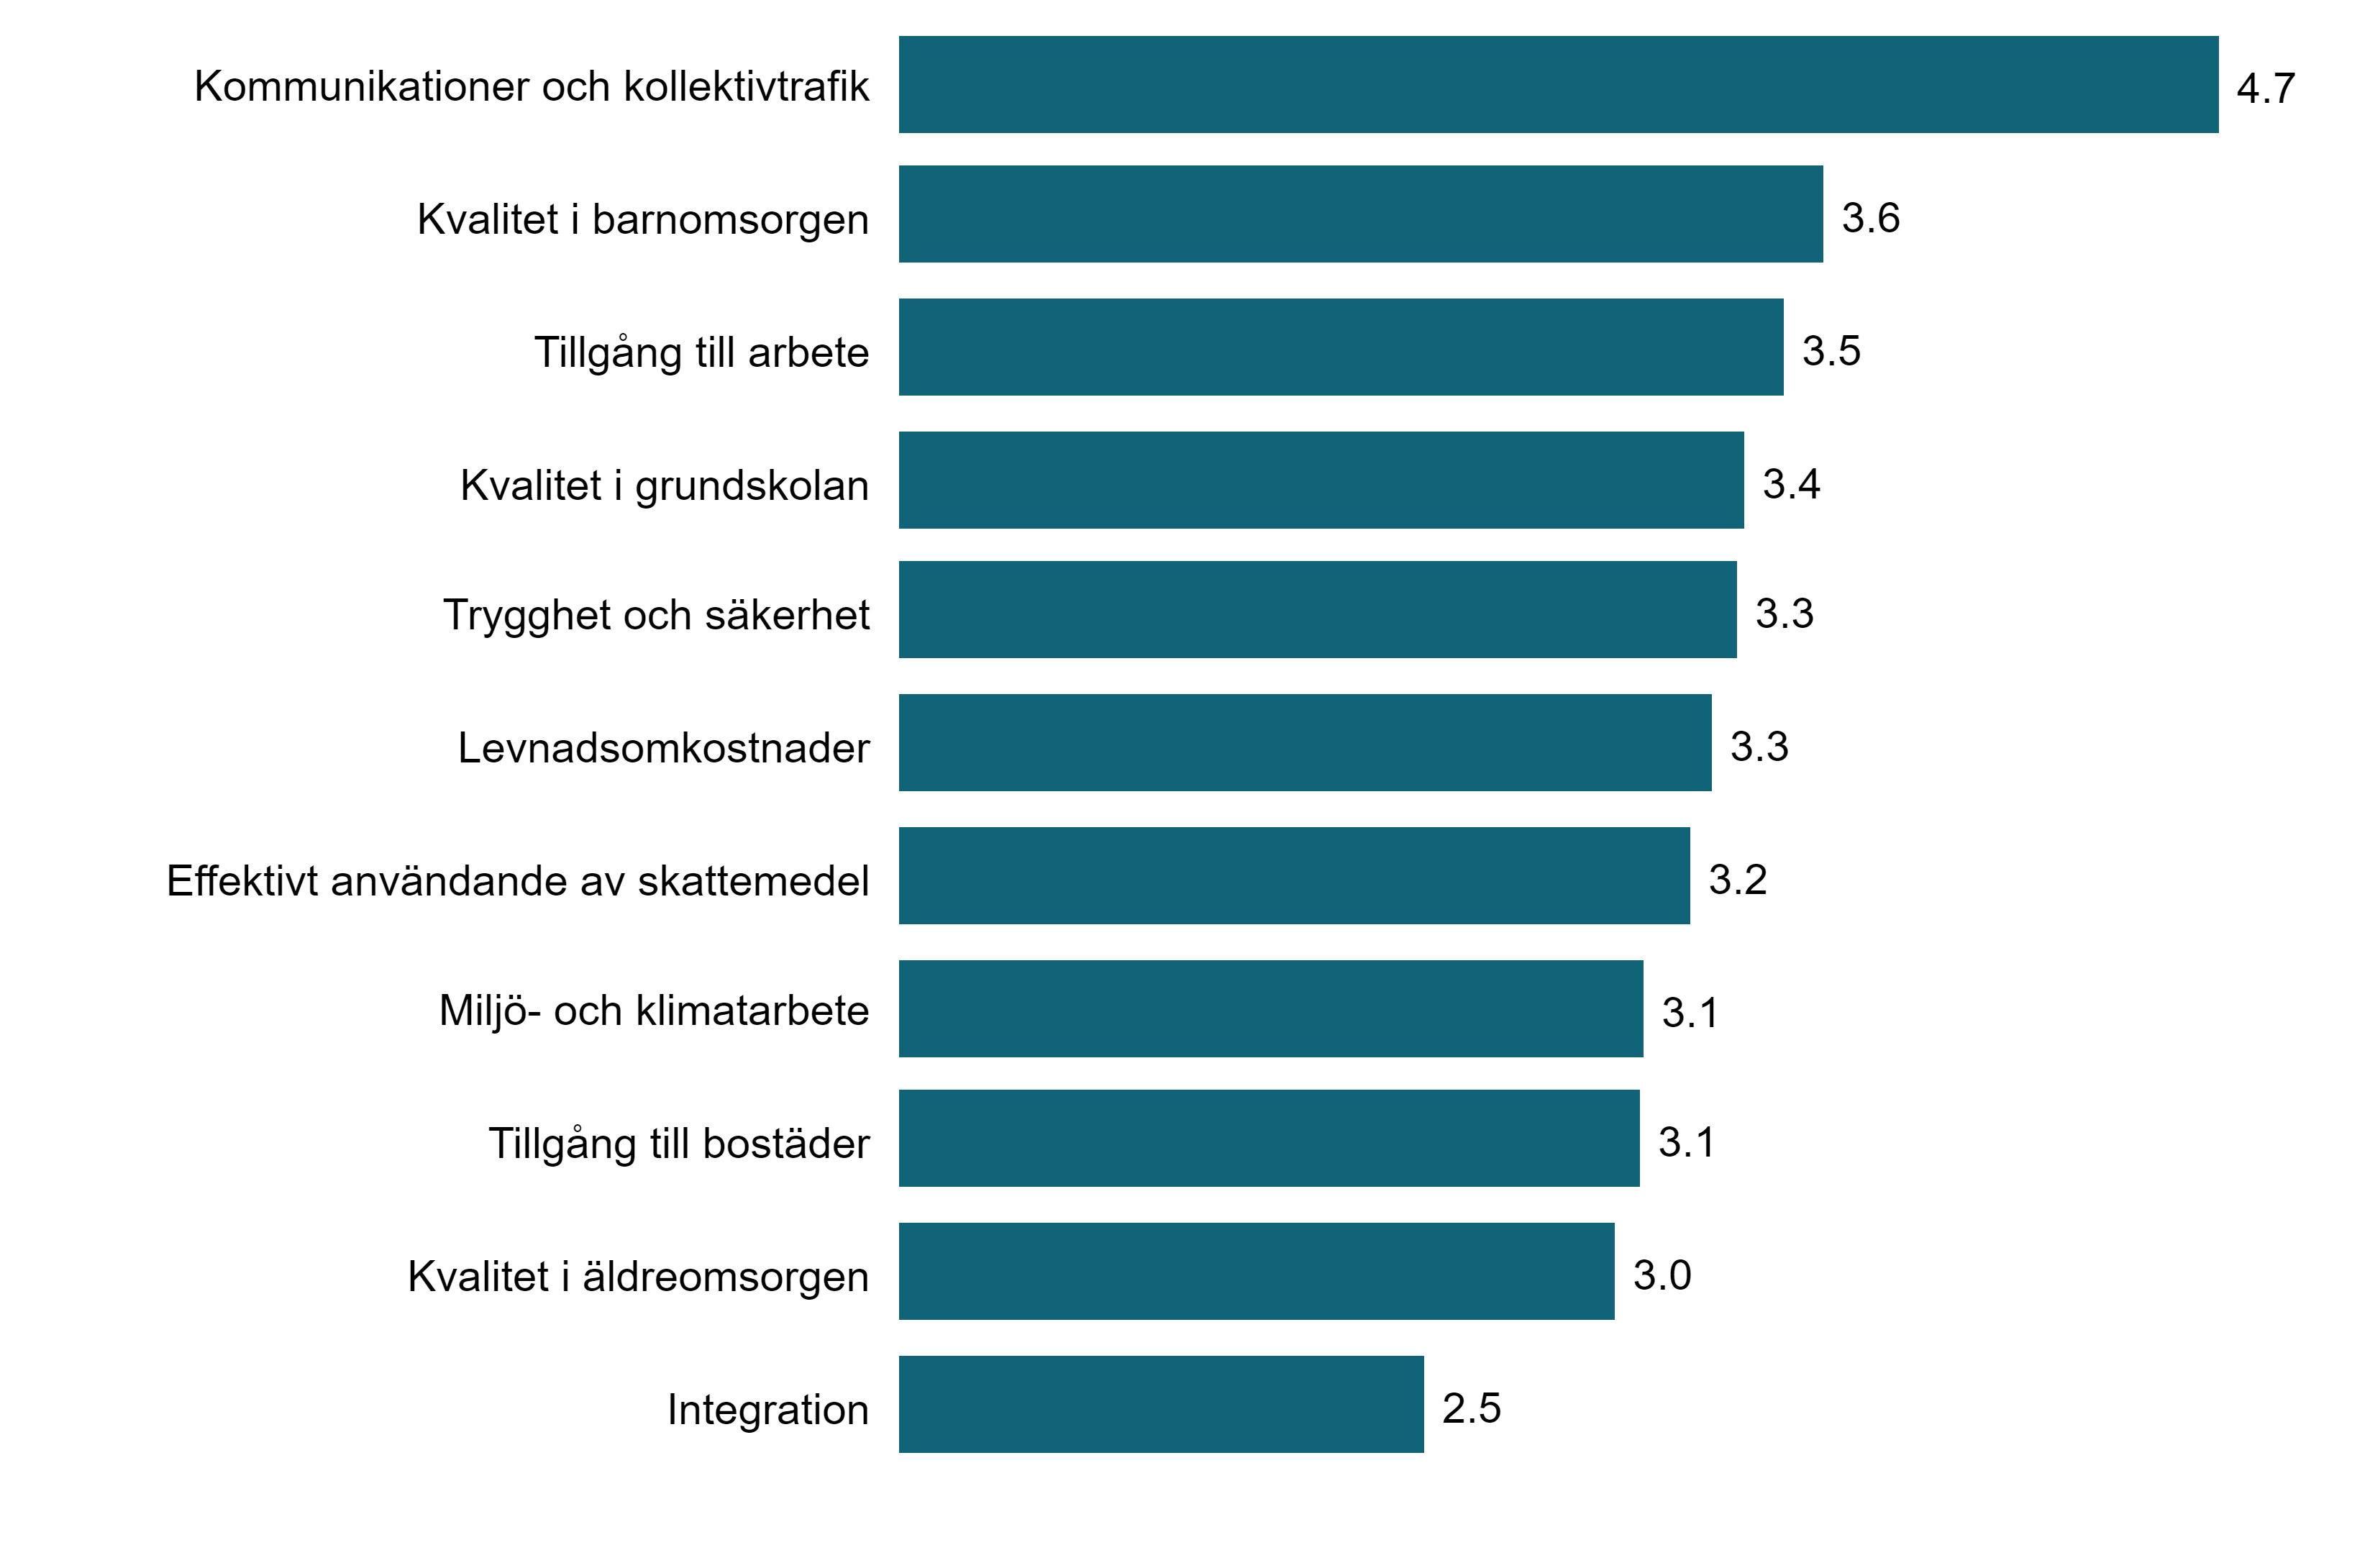 Kommunikationer och kollektivtrafik 4.7
Kvalitet i barnomsorgen 3.6
Tillgång till arbete 3.5
Kvalitet i grundskolan 3.4
Trygghet och säkerhet 3.3
Levnadsomkostnader 3.3
Effektivt användande av skattemedel 3.2
Miljö- och klimatarbete 3.1
Tillgång till bostäder 3.1
Kvalitet i äldreomsorgen 3.0
Integration 2.5